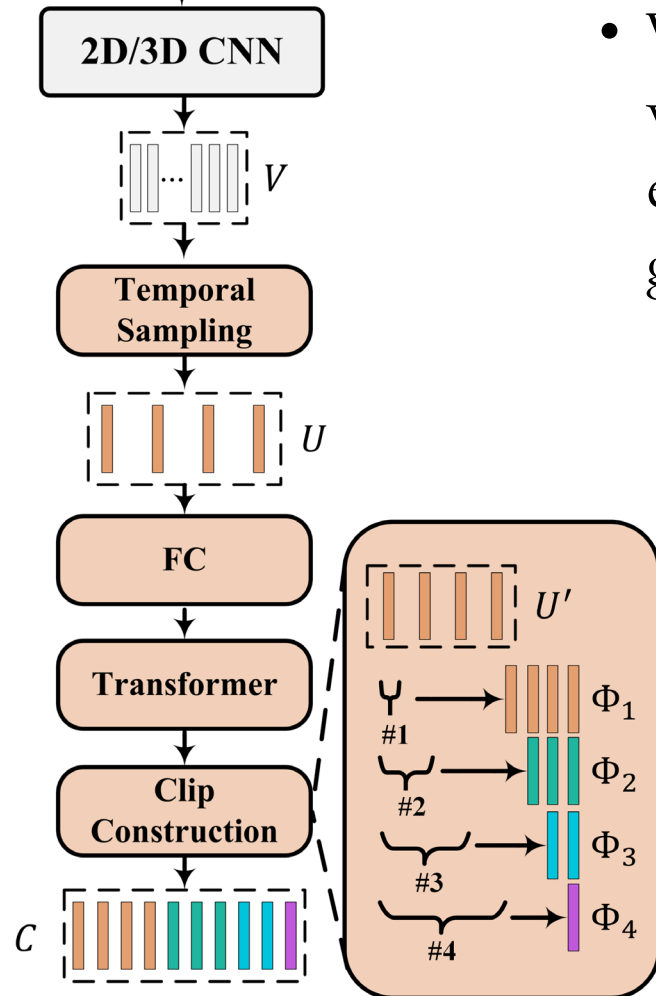 2D/3D CNN
...
V
Temporal
Sampling
U
FC
Transformer
Clip
Construction
C
U'
#1
Φ1
#2
Φ2
#3
Φ3
#4
Φ4
•